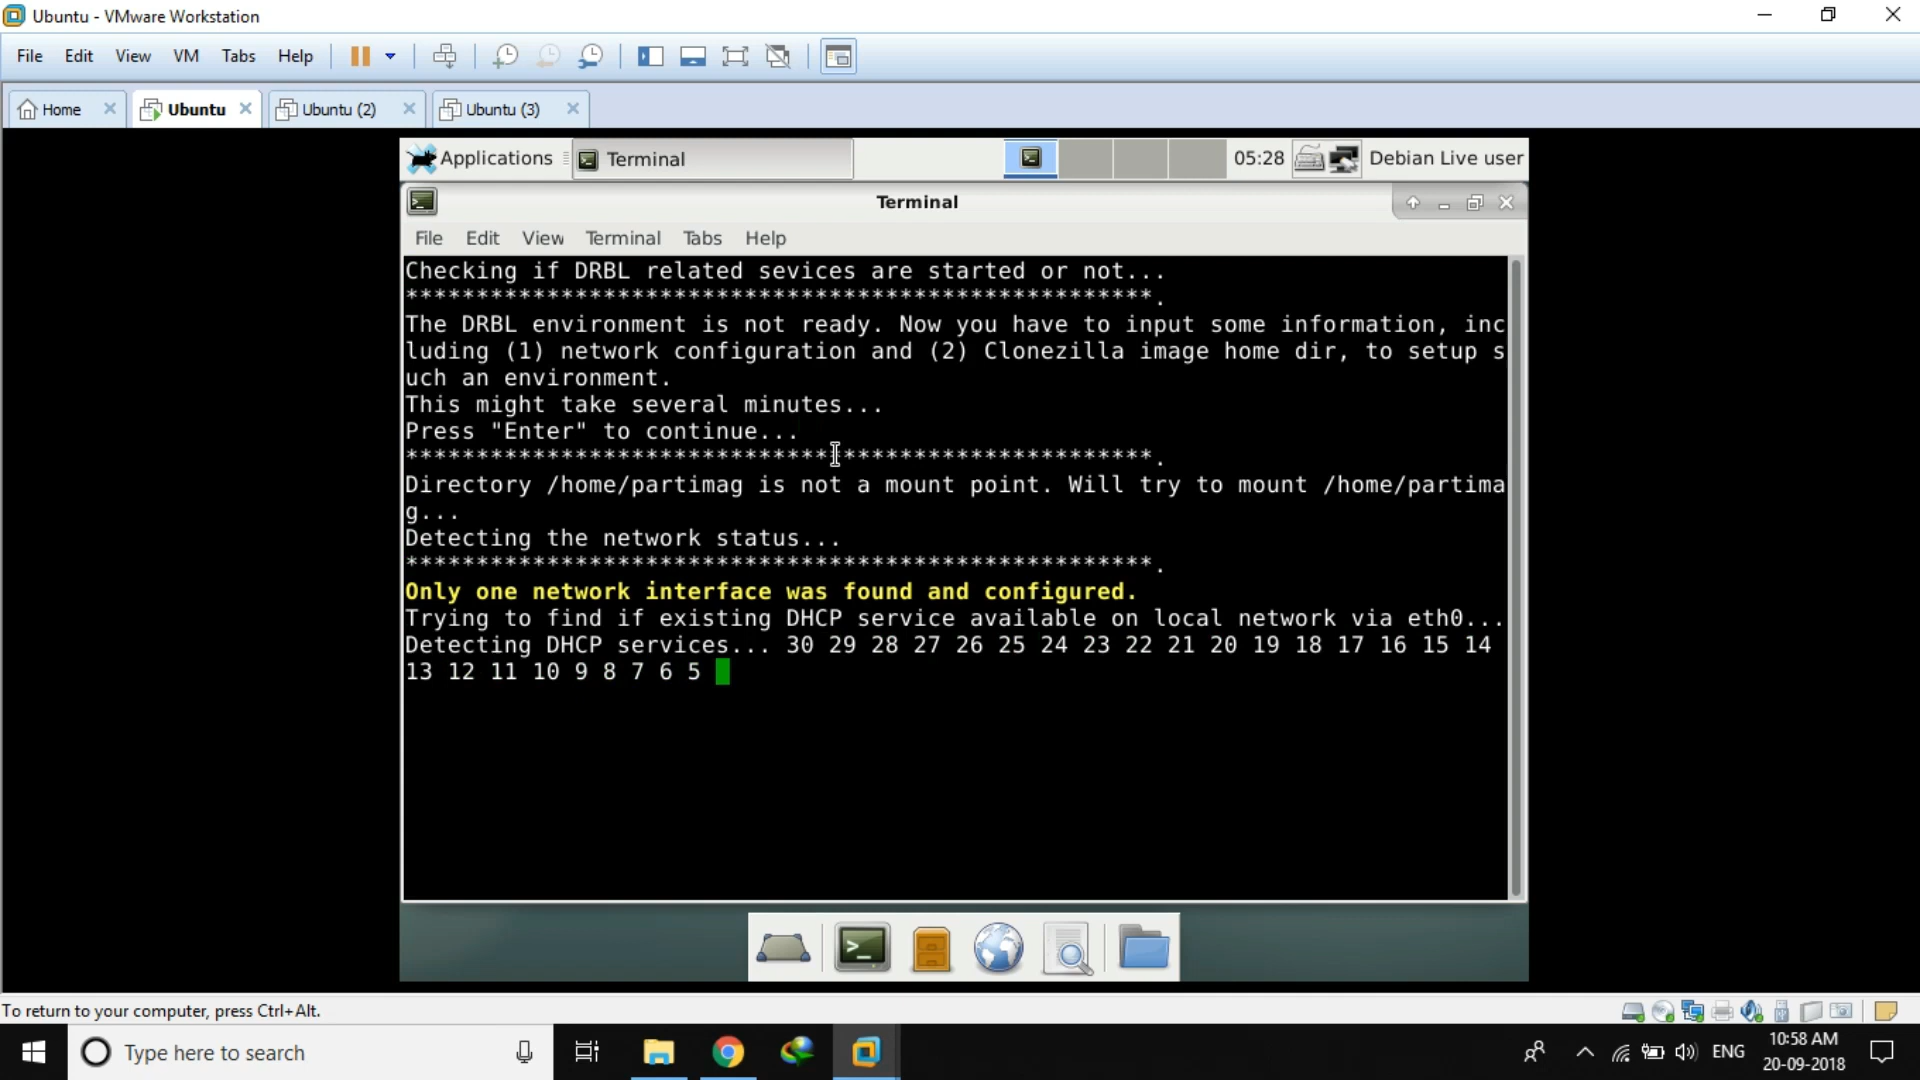 Ubuntu - VMware Workstation
File Edit View VM Tabs Help
Home Ubuntu Ubuntu (2) Ubuntu (3)
Applications Terminal 05:28 Debian Live user
Terminal
File Edit View Terminal Tabs Help
Checking if DRBL related sevices are started or not...
*****************************************************.
The DRBL environment is not ready. Now you have to input some information, inc
luding (1) network configuration and (2) Clonezilla image home dir, to setup s
uch an environment.
This might take several minutes...
Press "Enter" to continue...
*****************************************************.
Directory /home/partimag is not a mount point. Will try to mount /home/partima
g...
Detecting the network status...
*****************************************************.
Only one network interface was found and configured.
Trying to find if existing DHCP service available on local network via eth0...
Detecting DHCP services... 30 29 28 27 26 25 24 23 22 21 20 19 18 17 16 15 14
13 12 11 10 9 8 7 6 5
To return to your computer, press Ctrl+Alt.
Type here to search
ENG
10:58 AM
20-09-2018